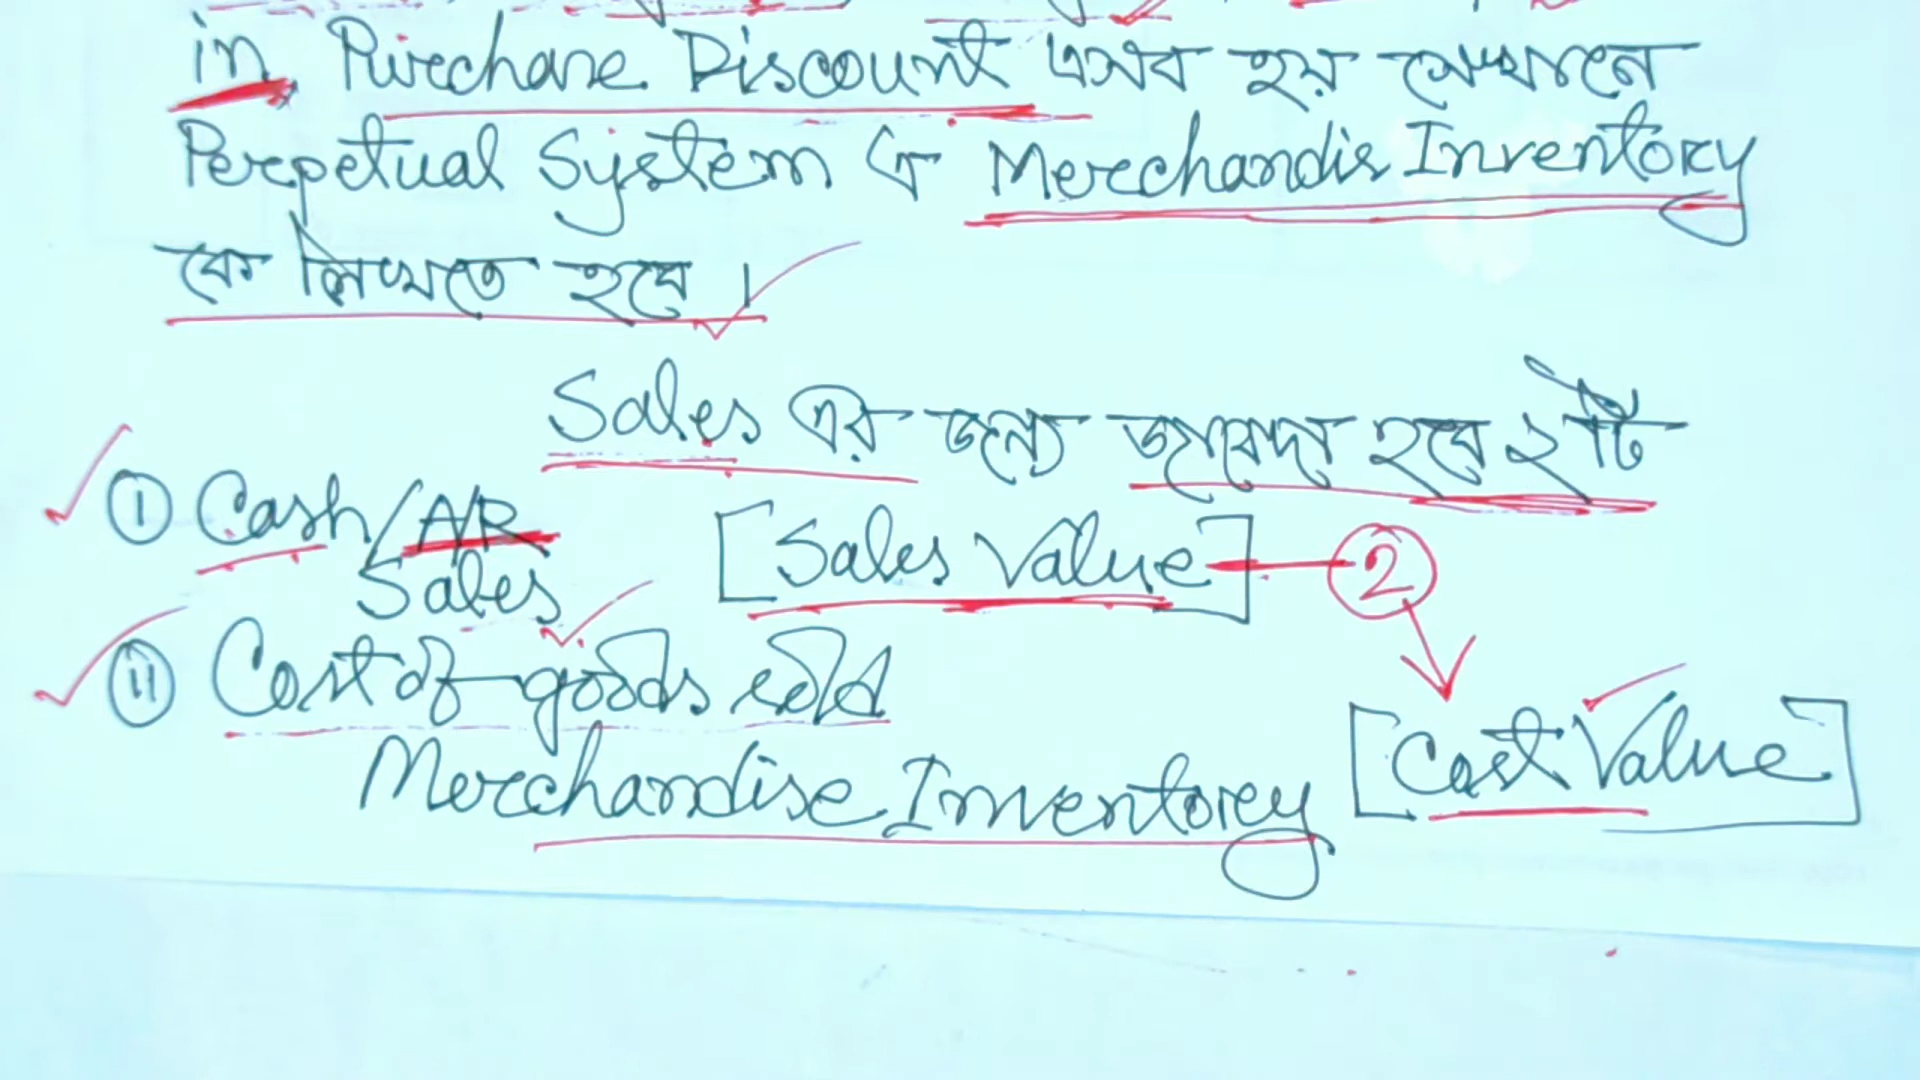 in Purchase Discount এসব হয় সেখানে
Perpetual System এ Merchandis Inventory
কে লিখতে হবে ।
Sales এর জন্যে জাবেদা হবে ২টি
(i) Cash/A/R
Sales [Sales Value] — 2
(ii) Cost of goods sold
Merchandise Inventory [Cost Value]